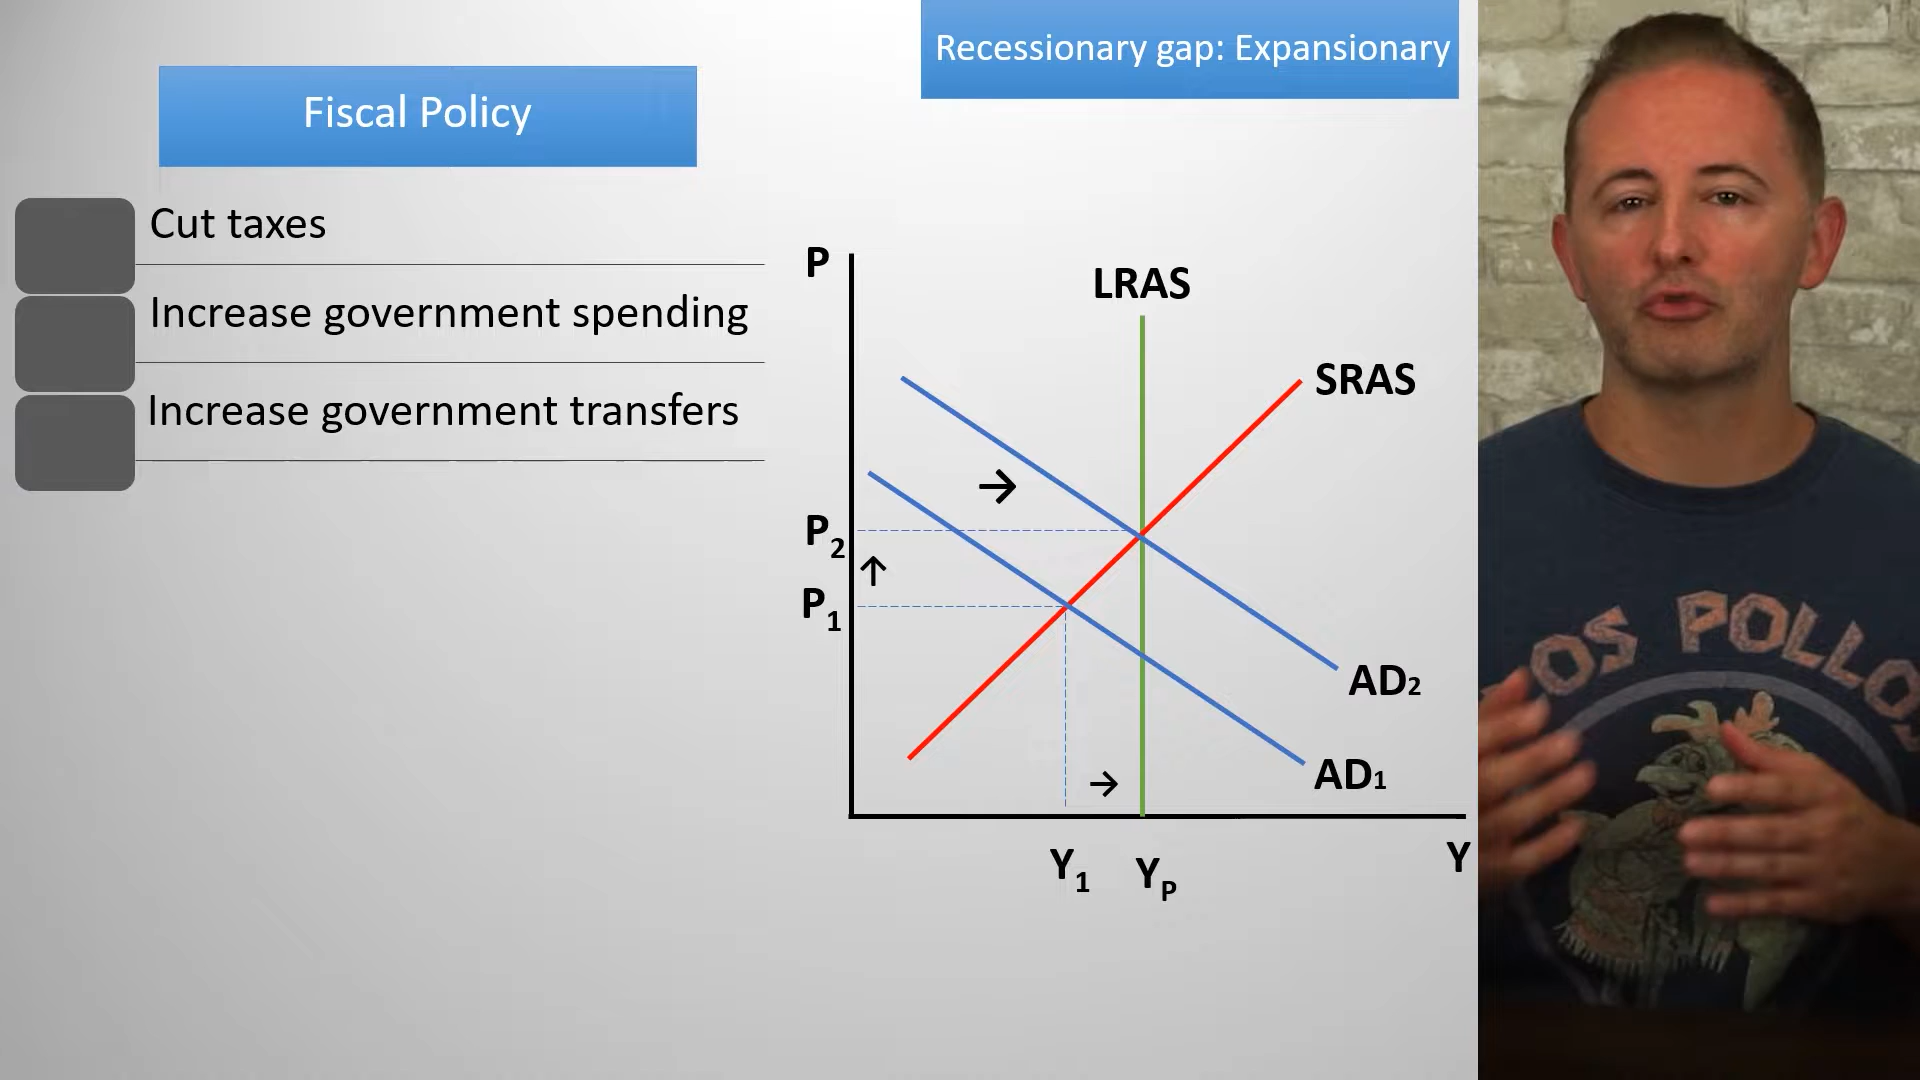 Recessionary gap: Expansionary
Fiscal Policy
Cut taxes
Increase government spending
Increase government transfers
P
LRAS
SRAS
P2
P1
AD2
AD1
Y1
YP
Y
OS POLLOS